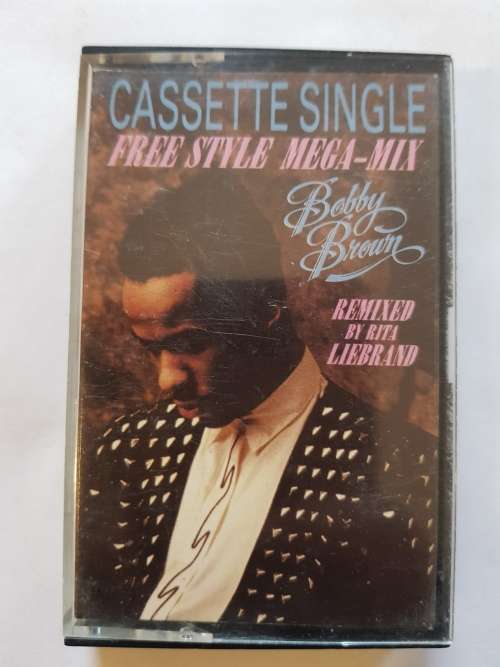 CASSETTE SINGLE
FREE STYLE MEGA-MIX
Bobby
Brown
REMIXED
BY RITA
LIEBRAND